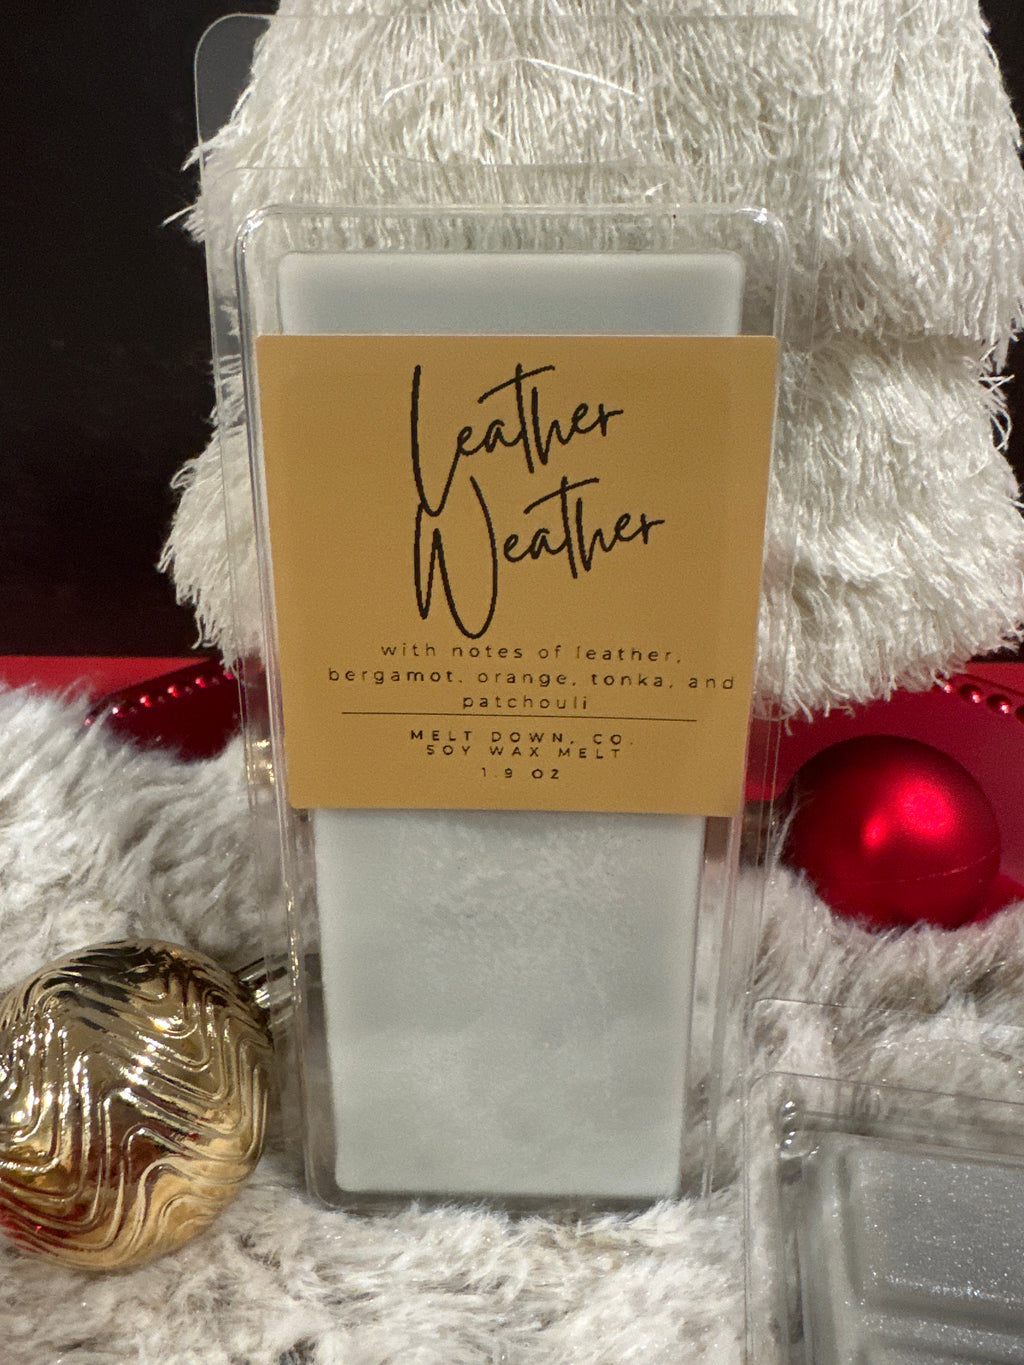 Leather
Weather
with notes of leather,
bergamot, orange, tonka, and
patchouli
MELT DOWN, CO.
SOY WAX MELT
1.9 OZ